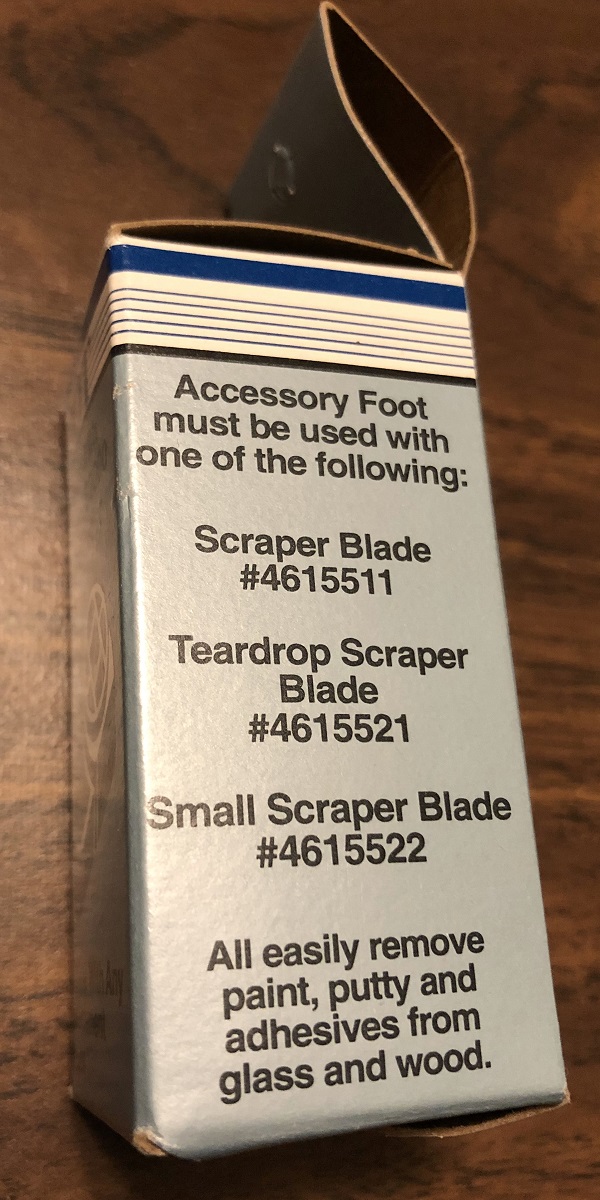 Accessory Foot
must be used with
one of the following:
Scraper Blade
#4615511
Teardrop Scraper
Blade
#4615521
Small Scraper Blade
#4615522
All easily remove
paint, putty and
adhesives from
glass and wood.